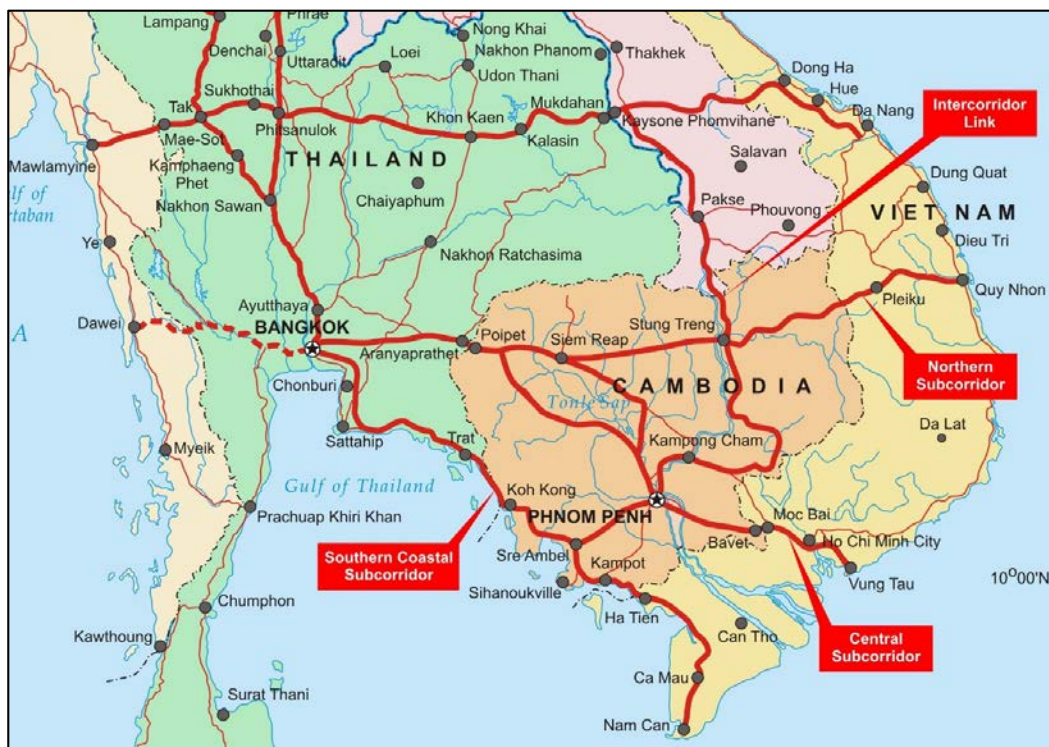 Lampang
Phrae
Denchai
Uttaradit
Loei
Nong Khai
Nakhon Phanom
Udon Thani
Thakhek
Sukhothai
Tak
Mae-Sot
Phitsanulok
Khon Kaen
Kalasin
Mukdahan
Kaysone Phomvihane
Dong Ha
Hue
Da Nang
Intercorridor
Link
Mawlamyine
Kamphaeng
Phet
THAILAND
Chaiyaphum
Salavan
Nakhon Sawan
Pakse
Phouvong
Dung Quat
VIET NAM
Dieu Tri
Ye
Nakhon Ratchasima
Quy Nhon
Pleiku
Ayutthaya
Dawei
A
BANGKOK
Aranyaprathet
Poipet
Siem Reap
Stung Treng
Northern
Subcorridor
Chonburi
CAMBODIA
Tonle Sap
Sattahip
Trat
Kampong Cham
Da Lat
Myeik
Gulf of Thailand
Koh Kong
PHNOM PENH
Prachuap Khiri Khan
Moc Bai
Bavet
Ho Chi Minh City
Southern Coastal
Subcorridor
Sre Ambel
Kampot
Vung Tau
Sihanoukville
10°00'N
Chumphon
Ha Tien
Can Tho
Central
Subcorridor
Kawthoung
Ca Mau
Surat Thani
Nam Can